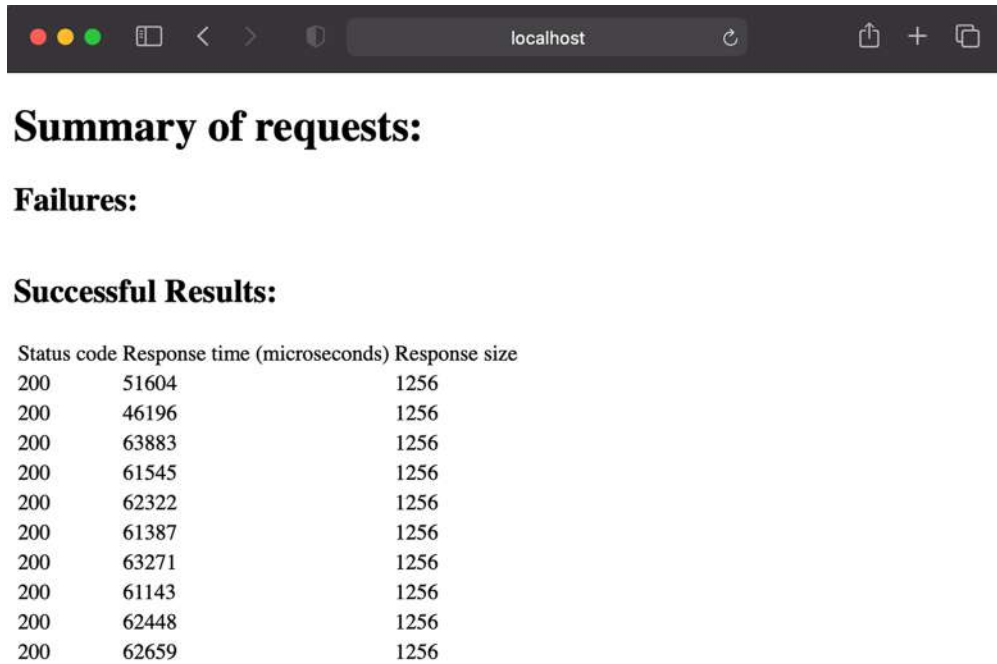 localhost
Summary of requests:
Failures:
Successful Results:
Status code Response time (microseconds) Response size
200 51604 1256
200 46196 1256
200 63883 1256
200 61545 1256
200 62322 1256
200 61387 1256
200 63271 1256
200 61143 1256
200 62448 1256
200 62659 1256